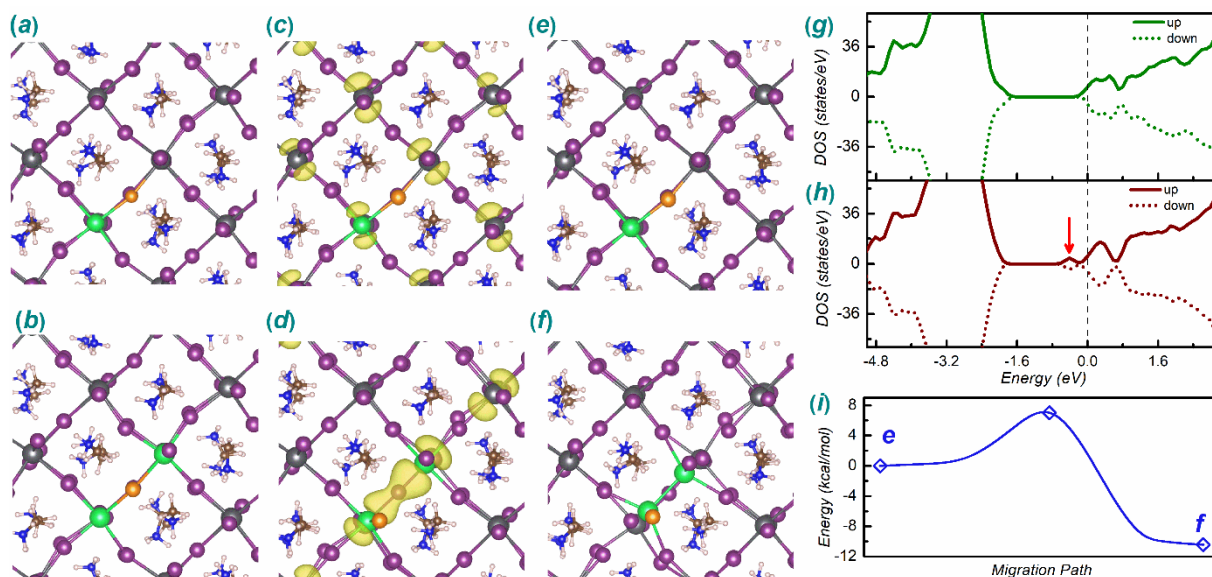 (a)
(c)
(e)
(b)
(d)
(f)
(g)
up
down
36
0
-36
DOS (states/eV)
(h)
up
down
36
0
-36
DOS (states/eV)
-4.8 -3.2 -1.6 0.0 1.6
Energy (eV)
(i)
8
4
0
-4
-8
-12
Energy (kcal/mol)
e
f
Migration Path